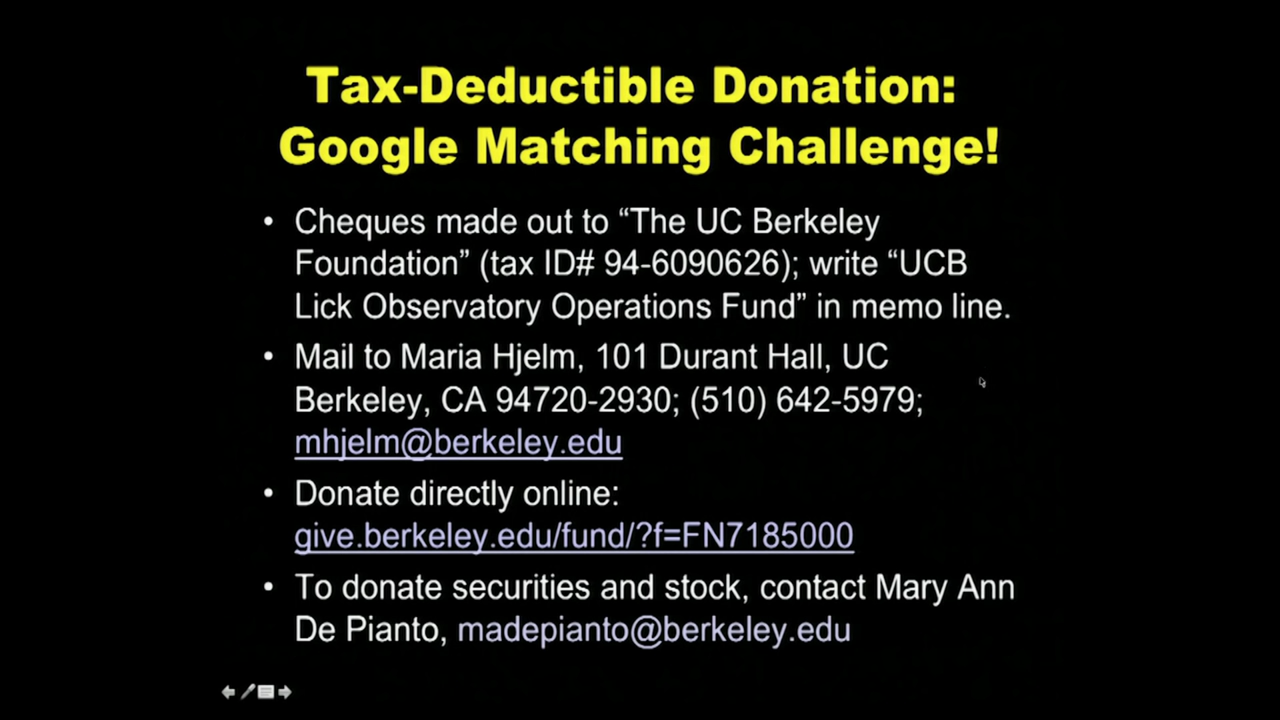 Tax-Deductible Donation:
Google Matching Challenge!
• Cheques made out to “The UC Berkeley
Foundation” (tax ID# 94-6090626); write “UCB
Lick Observatory Operations Fund” in memo line.
• Mail to Maria Hjelm, 101 Durant Hall, UC
Berkeley, CA 94720-2930; (510) 642-5979;
mhjelm@berkeley.edu
• Donate directly online:
give.berkeley.edu/fund/?f=FN7185000
• To donate securities and stock, contact Mary Ann
De Pianto, madepianto@berkeley.edu